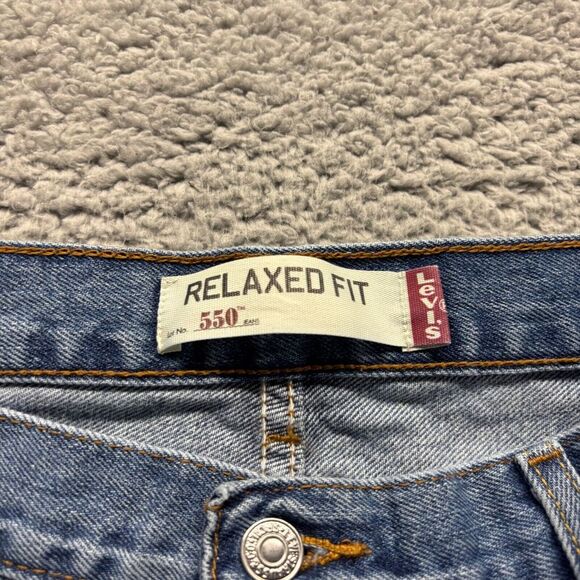 RELAXED FIT
Lot No. 550™ JEANS
Levi's®